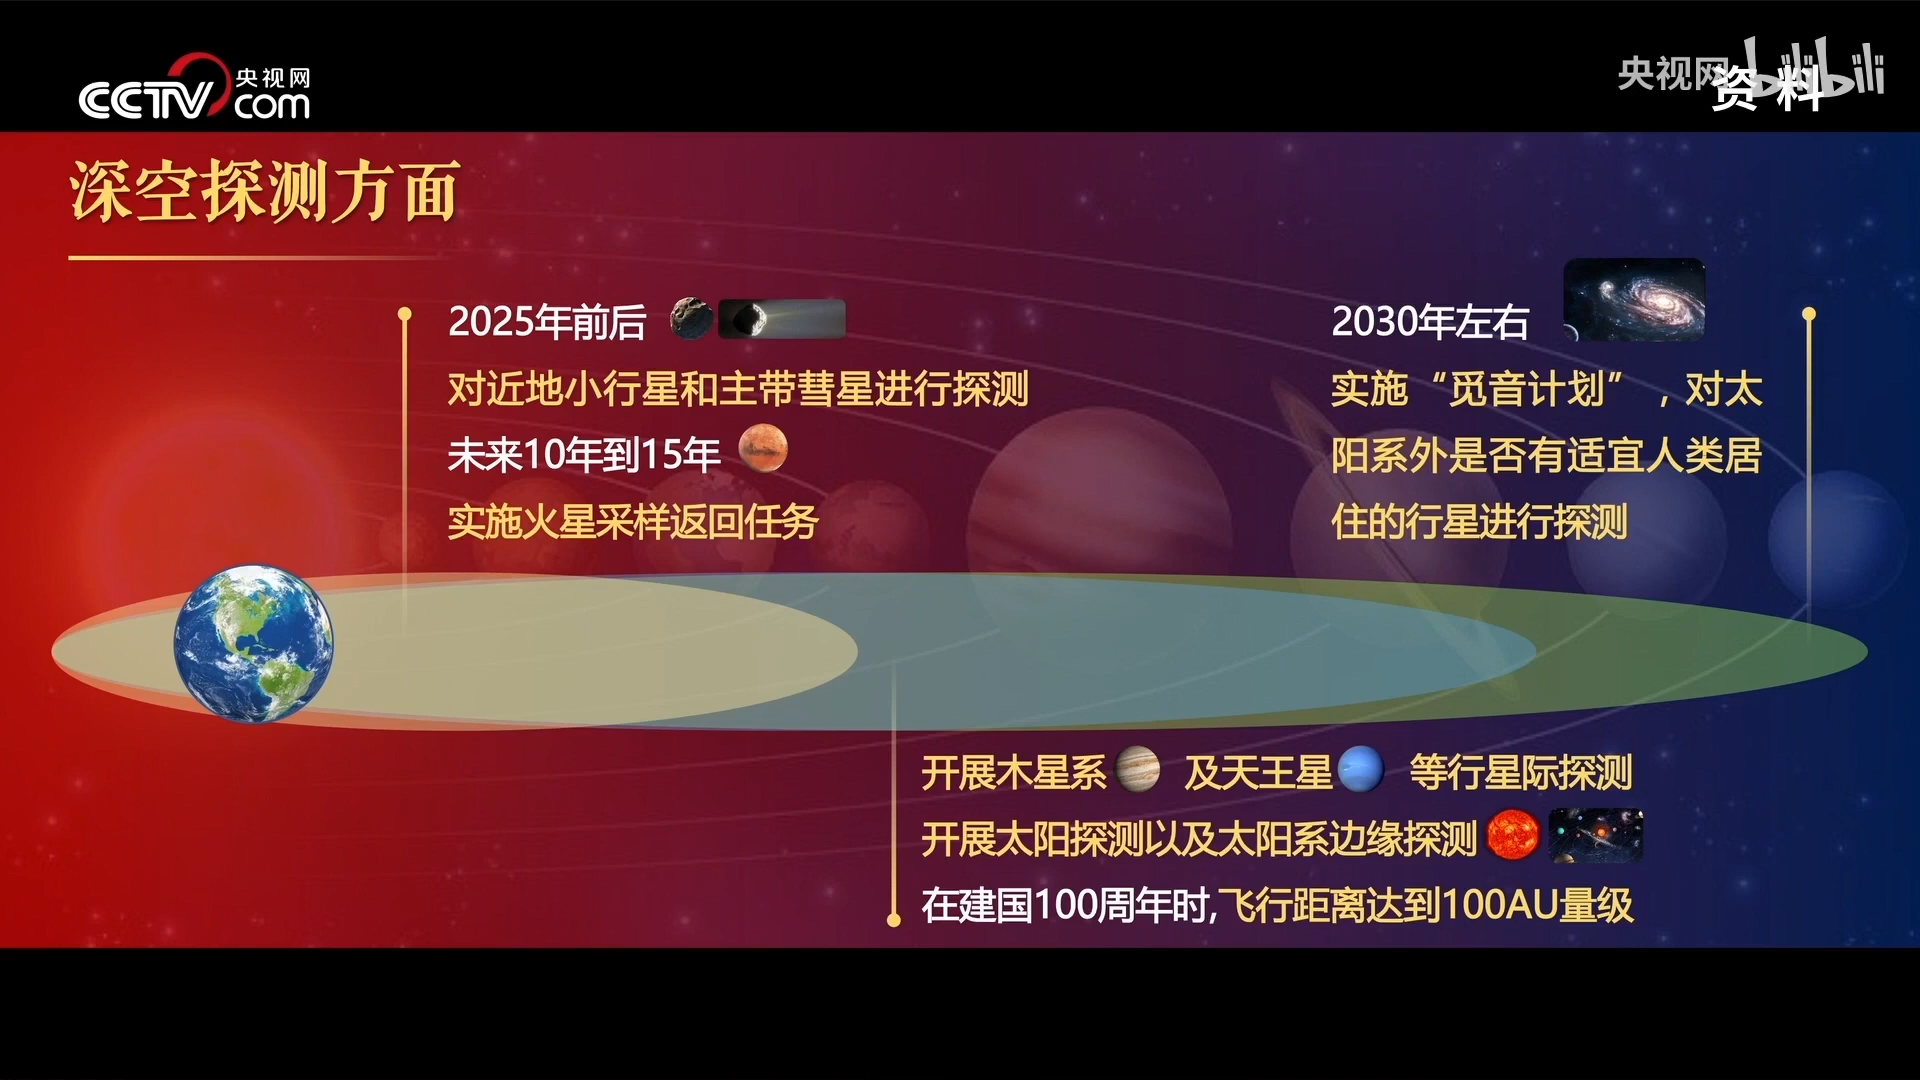 CCTV 央视网
com
央视网 bilibili
资 料
深空探测方面
2025年前后
对近地小行星和主带彗星进行探测
未来10年到15年
实施火星采样返回任务
2030年左右
实施“觅音计划”，对太
阳系外是否有适宜人类居
住的行星进行探测
开展木星系 及天王星 等行星际探测
开展太阳探测以及太阳系边缘探测
在建国100周年时,飞行距离达到100AU量级